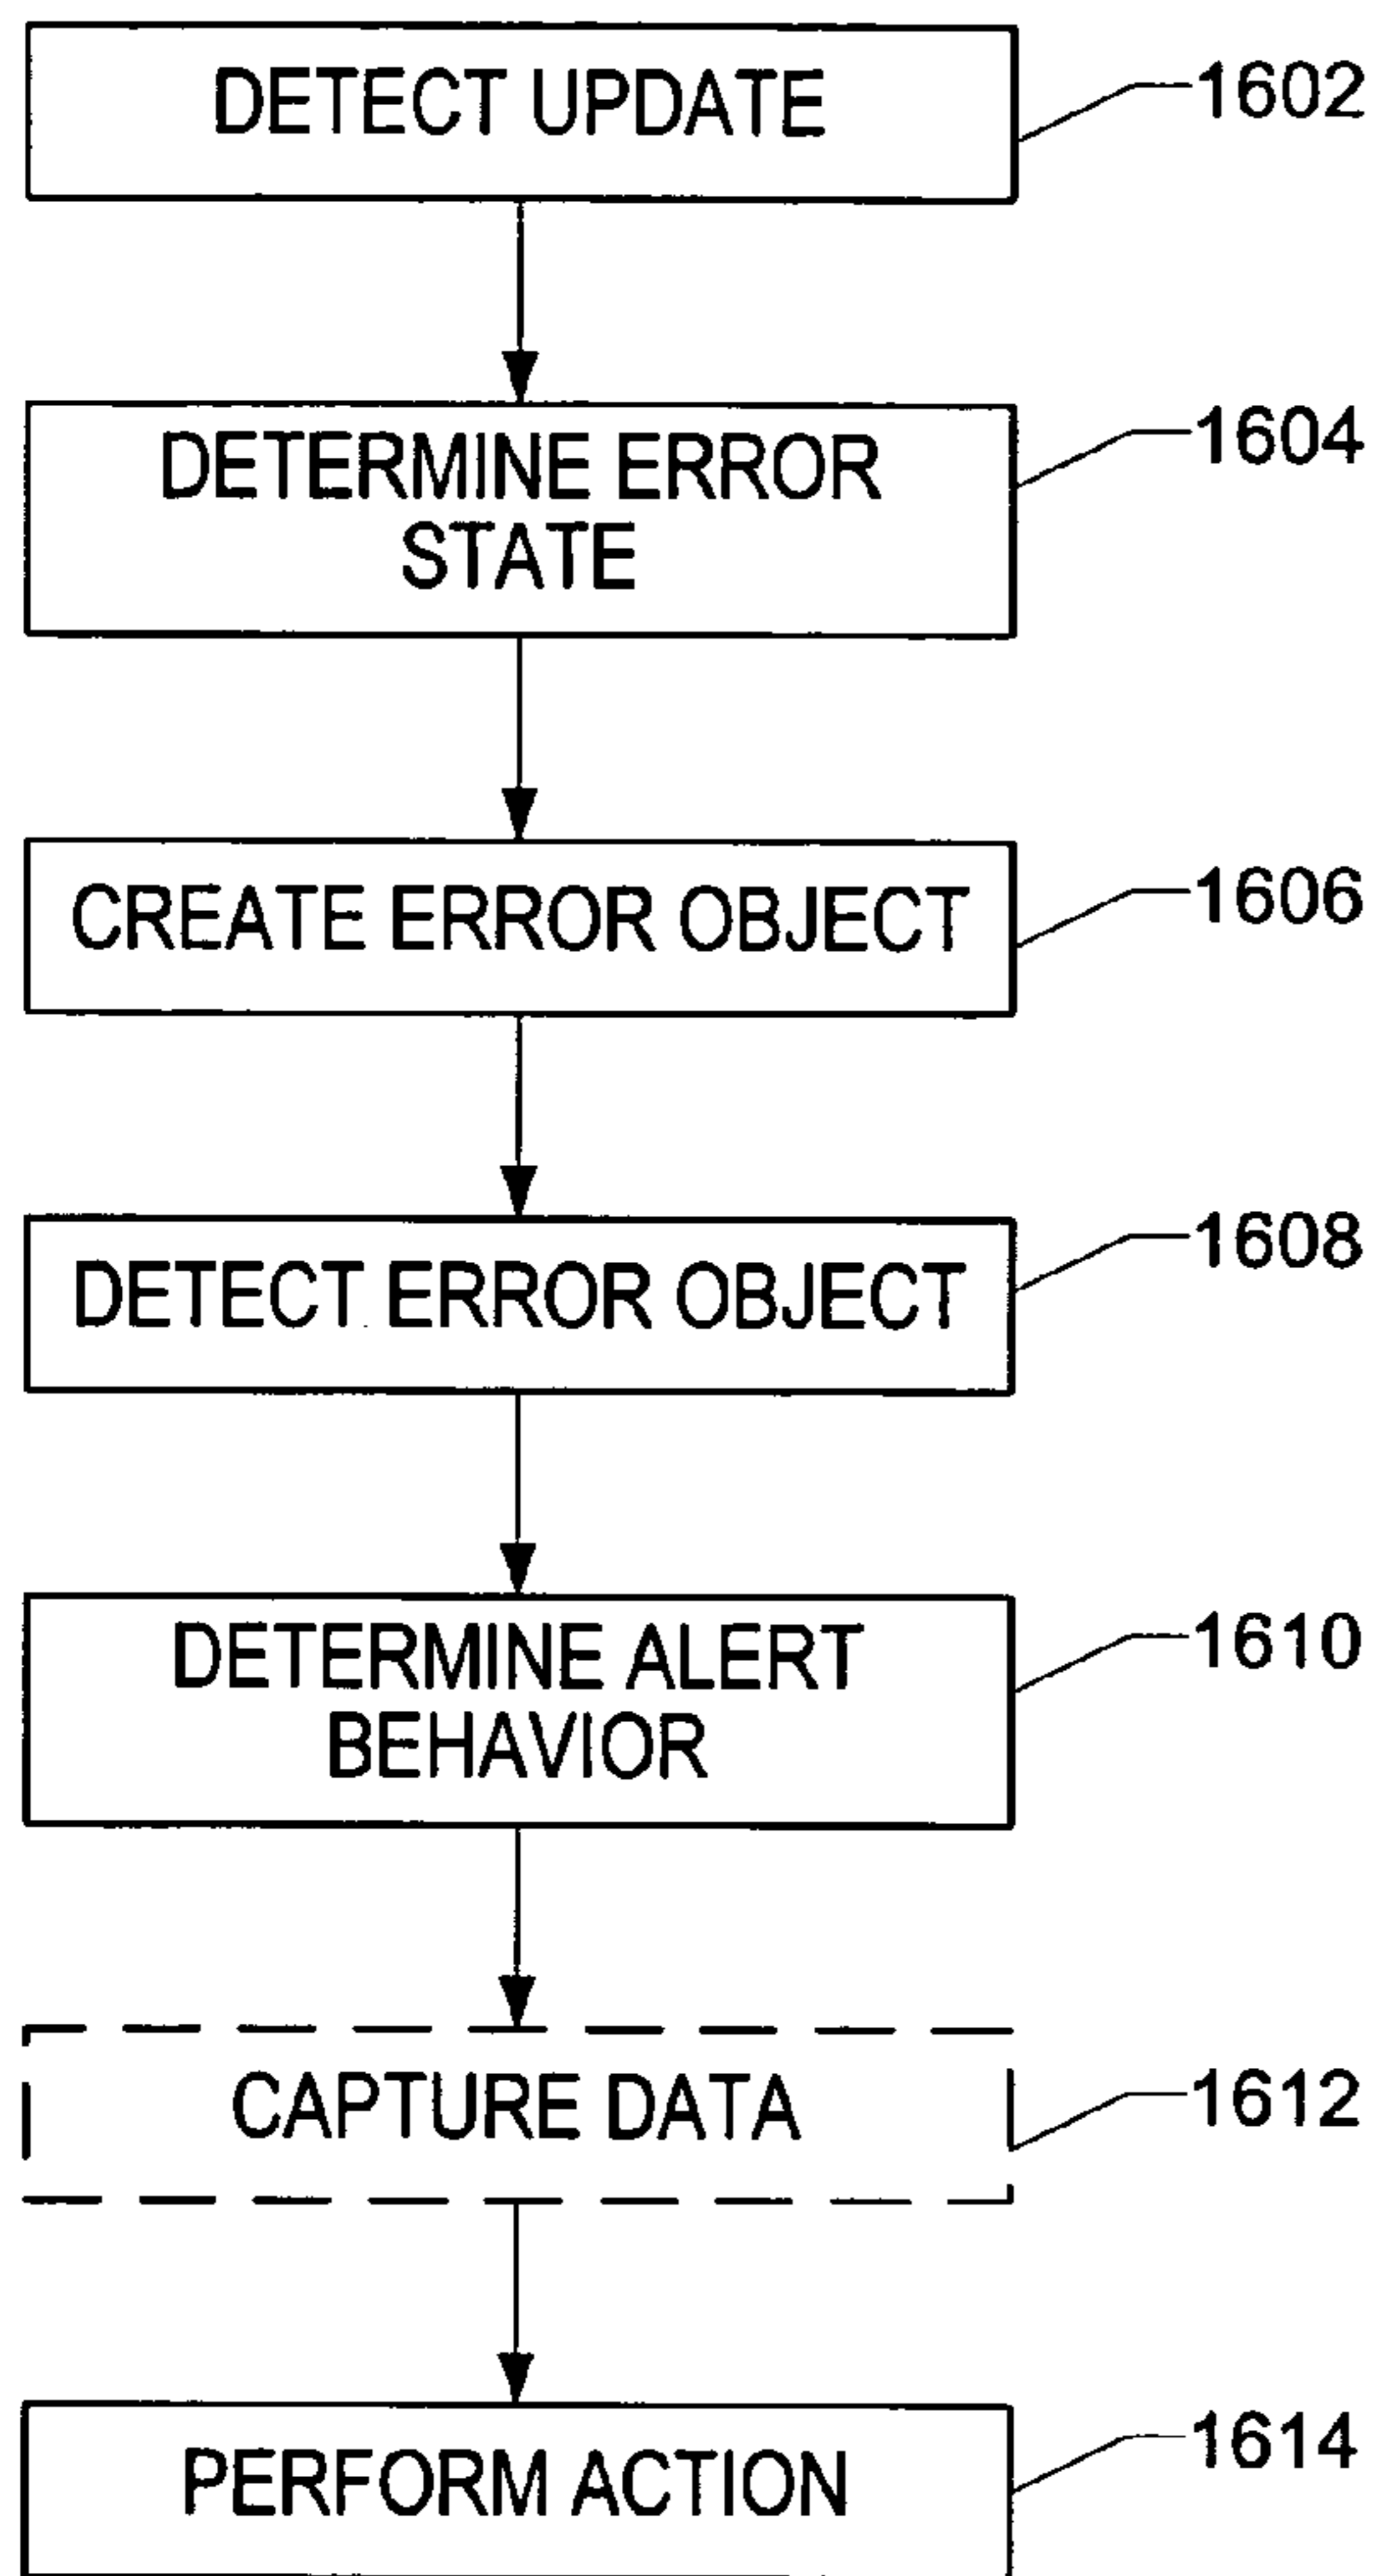 DETECT UPDATE
1602
DETERMINE ERROR
STATE
1604
CREATE ERROR OBJECT
1606
DETECT ERROR OBJECT
1608
DETERMINE ALERT
BEHAVIOR
1610
CAPTURE DATA
1612
PERFORM ACTION
1614